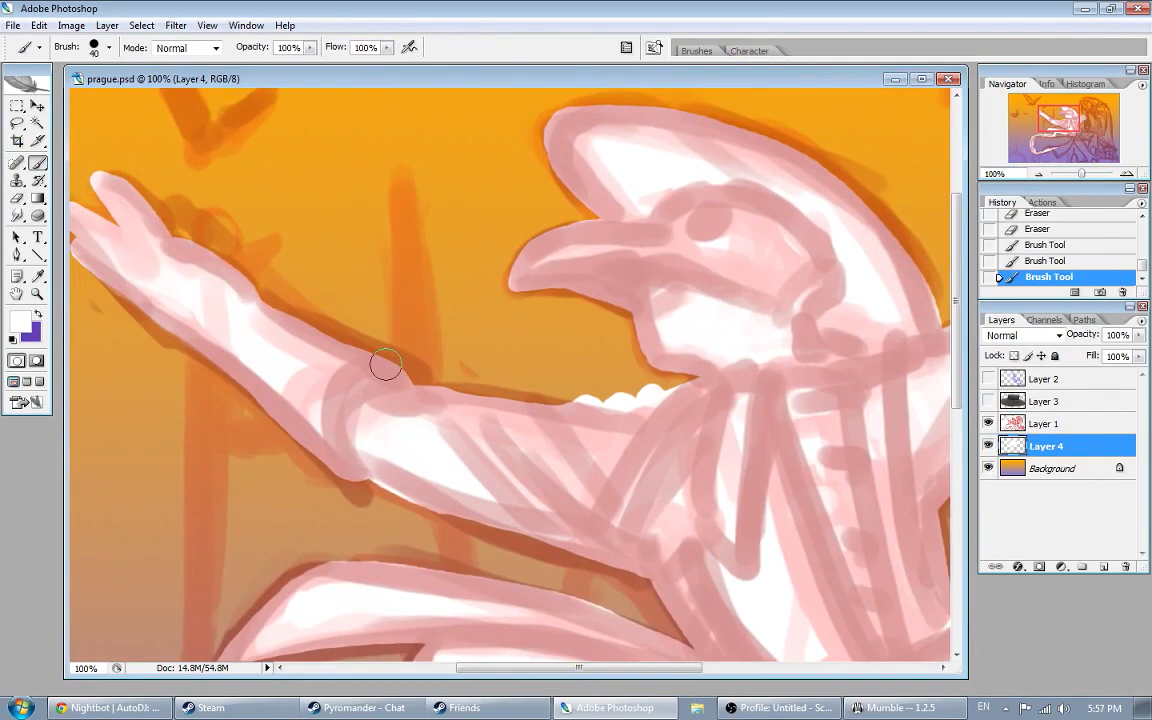 Adobe Photoshop
File Edit Image Layer Select Filter View Window Help
Brush: 40 Mode: Normal Opacity: 100% Flow: 100% Brushes Character
prague.psd @ 100% (Layer 4, RGB/8)
Navigator Info Histogram
100%
History Actions
Eraser
Eraser
Brush Tool
Brush Tool
Brush Tool
Layers Channels Paths
Normal Opacity: 100%
Lock: Fill: 100%
Layer 2
Layer 3
Layer 1
Layer 4
Background
100% Doc: 14.8M/54.8M
Nightbot | AutoDJ: ... Steam Pyromander - Chat Friends Adobe Photoshop Profile: Untitled - Sc... Mumble -- 1.2.5 EN 5:57 PM